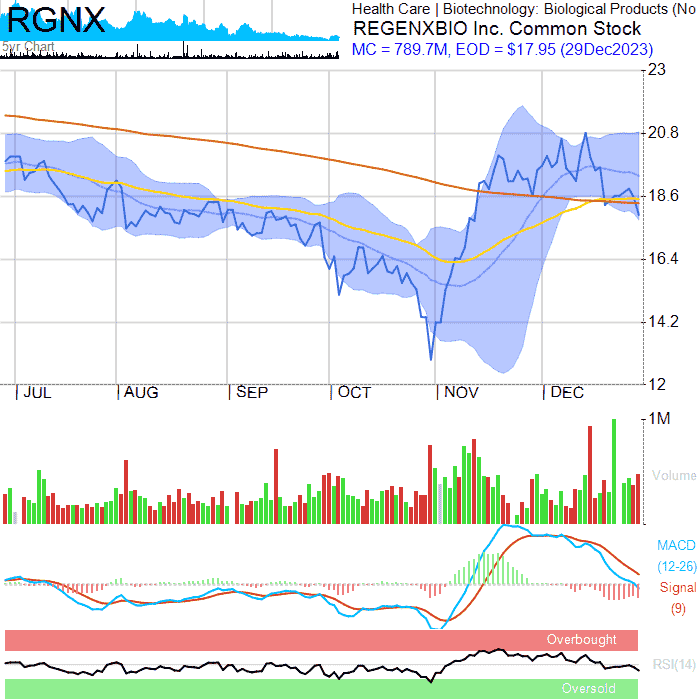 RGNX
5yr Chart
Health Care | Biotechnology: Biological Products (No
REGENXBIO Inc. Common Stock
MC = 789.7M, EOD = $17.95 (29Dec2023)
23
20.8
18.6
16.4
14.2
12
| JUL | AUG | SEP | OCT | NOV | DEC
1M
Volume
MACD
(12-26)
Signal
(9)
Overbought
RSI(14)
Oversold